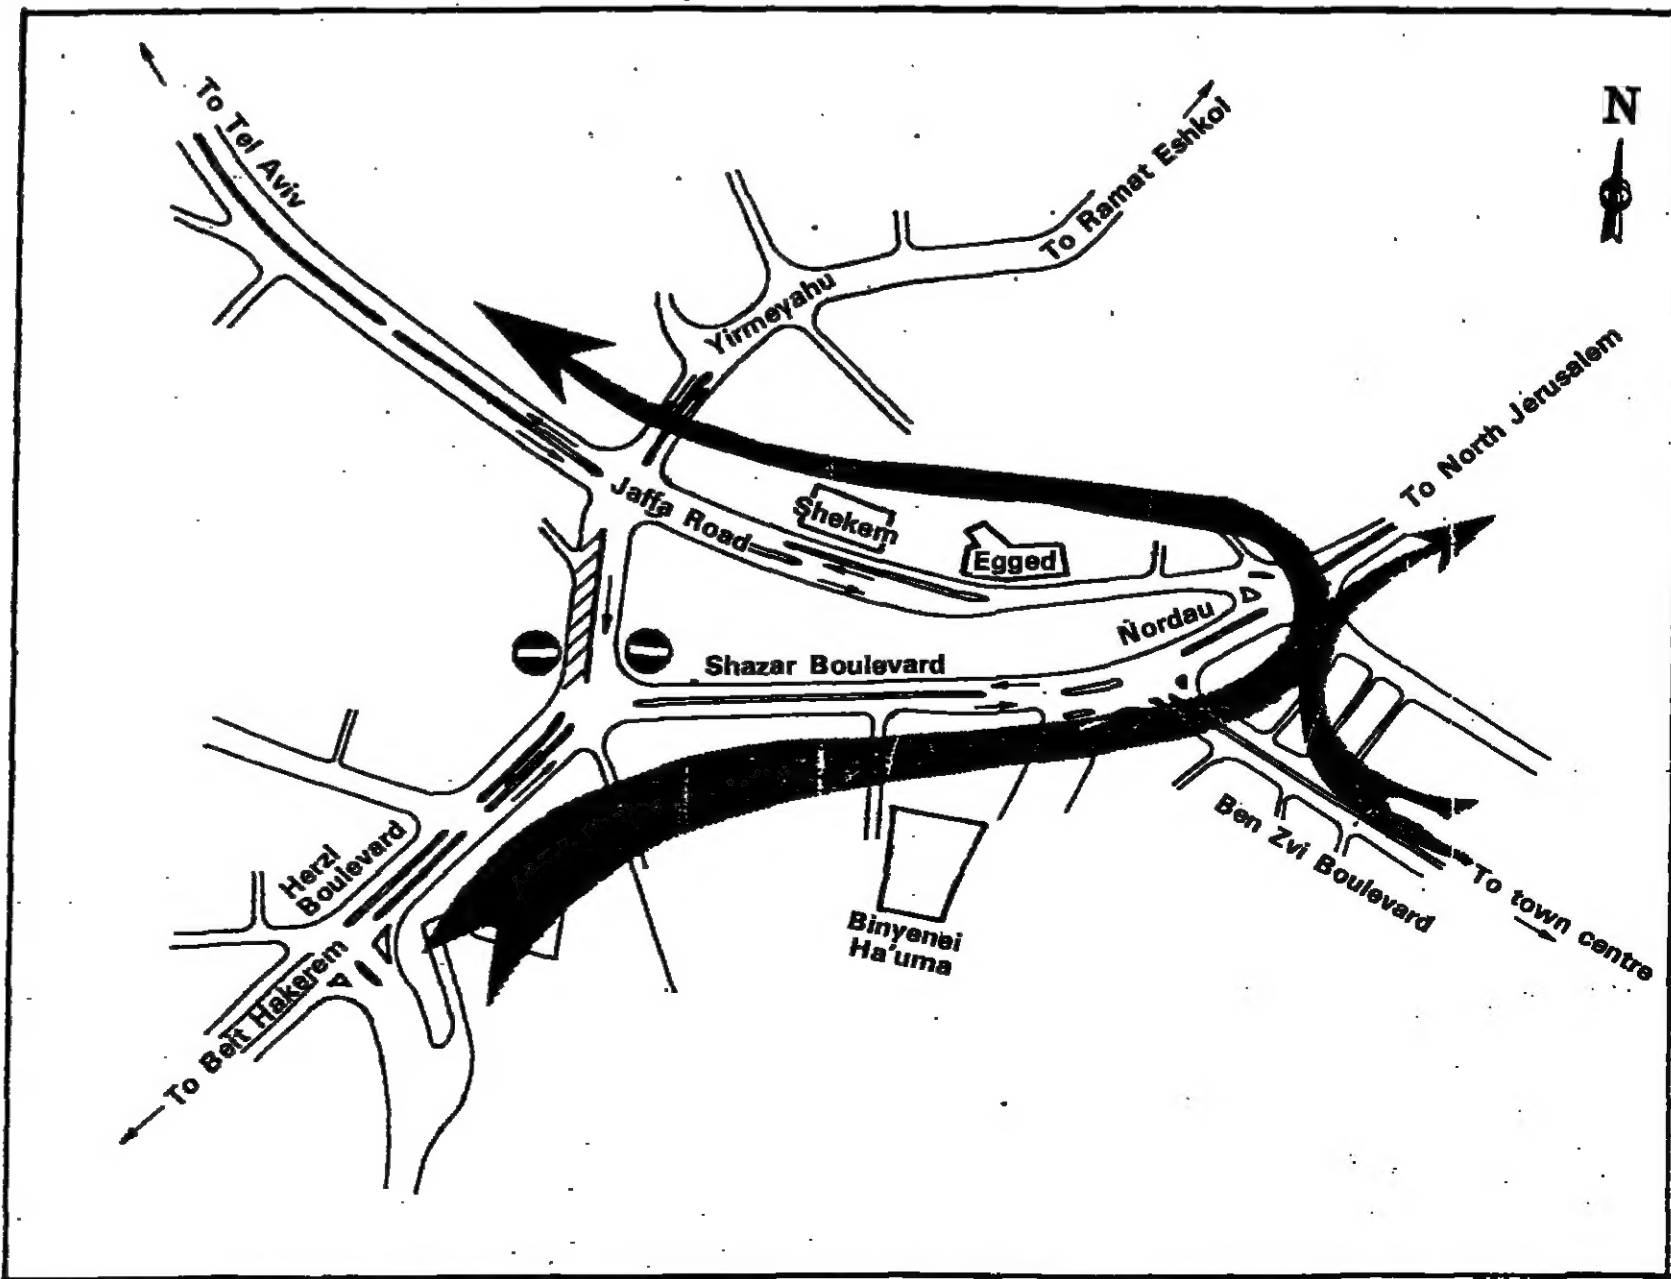 To Tel Aviv
N
To Ramat Eshkol
Yirmeyahu
To North Jerusalem
Jaffa Road
Shekem
Egged
Nordau
Shazar Boulevard
Herzl
Boulevard
Ben Zvi Boulevard
To town centre
Binyenei
Ha'uma
To Beit Hakerem